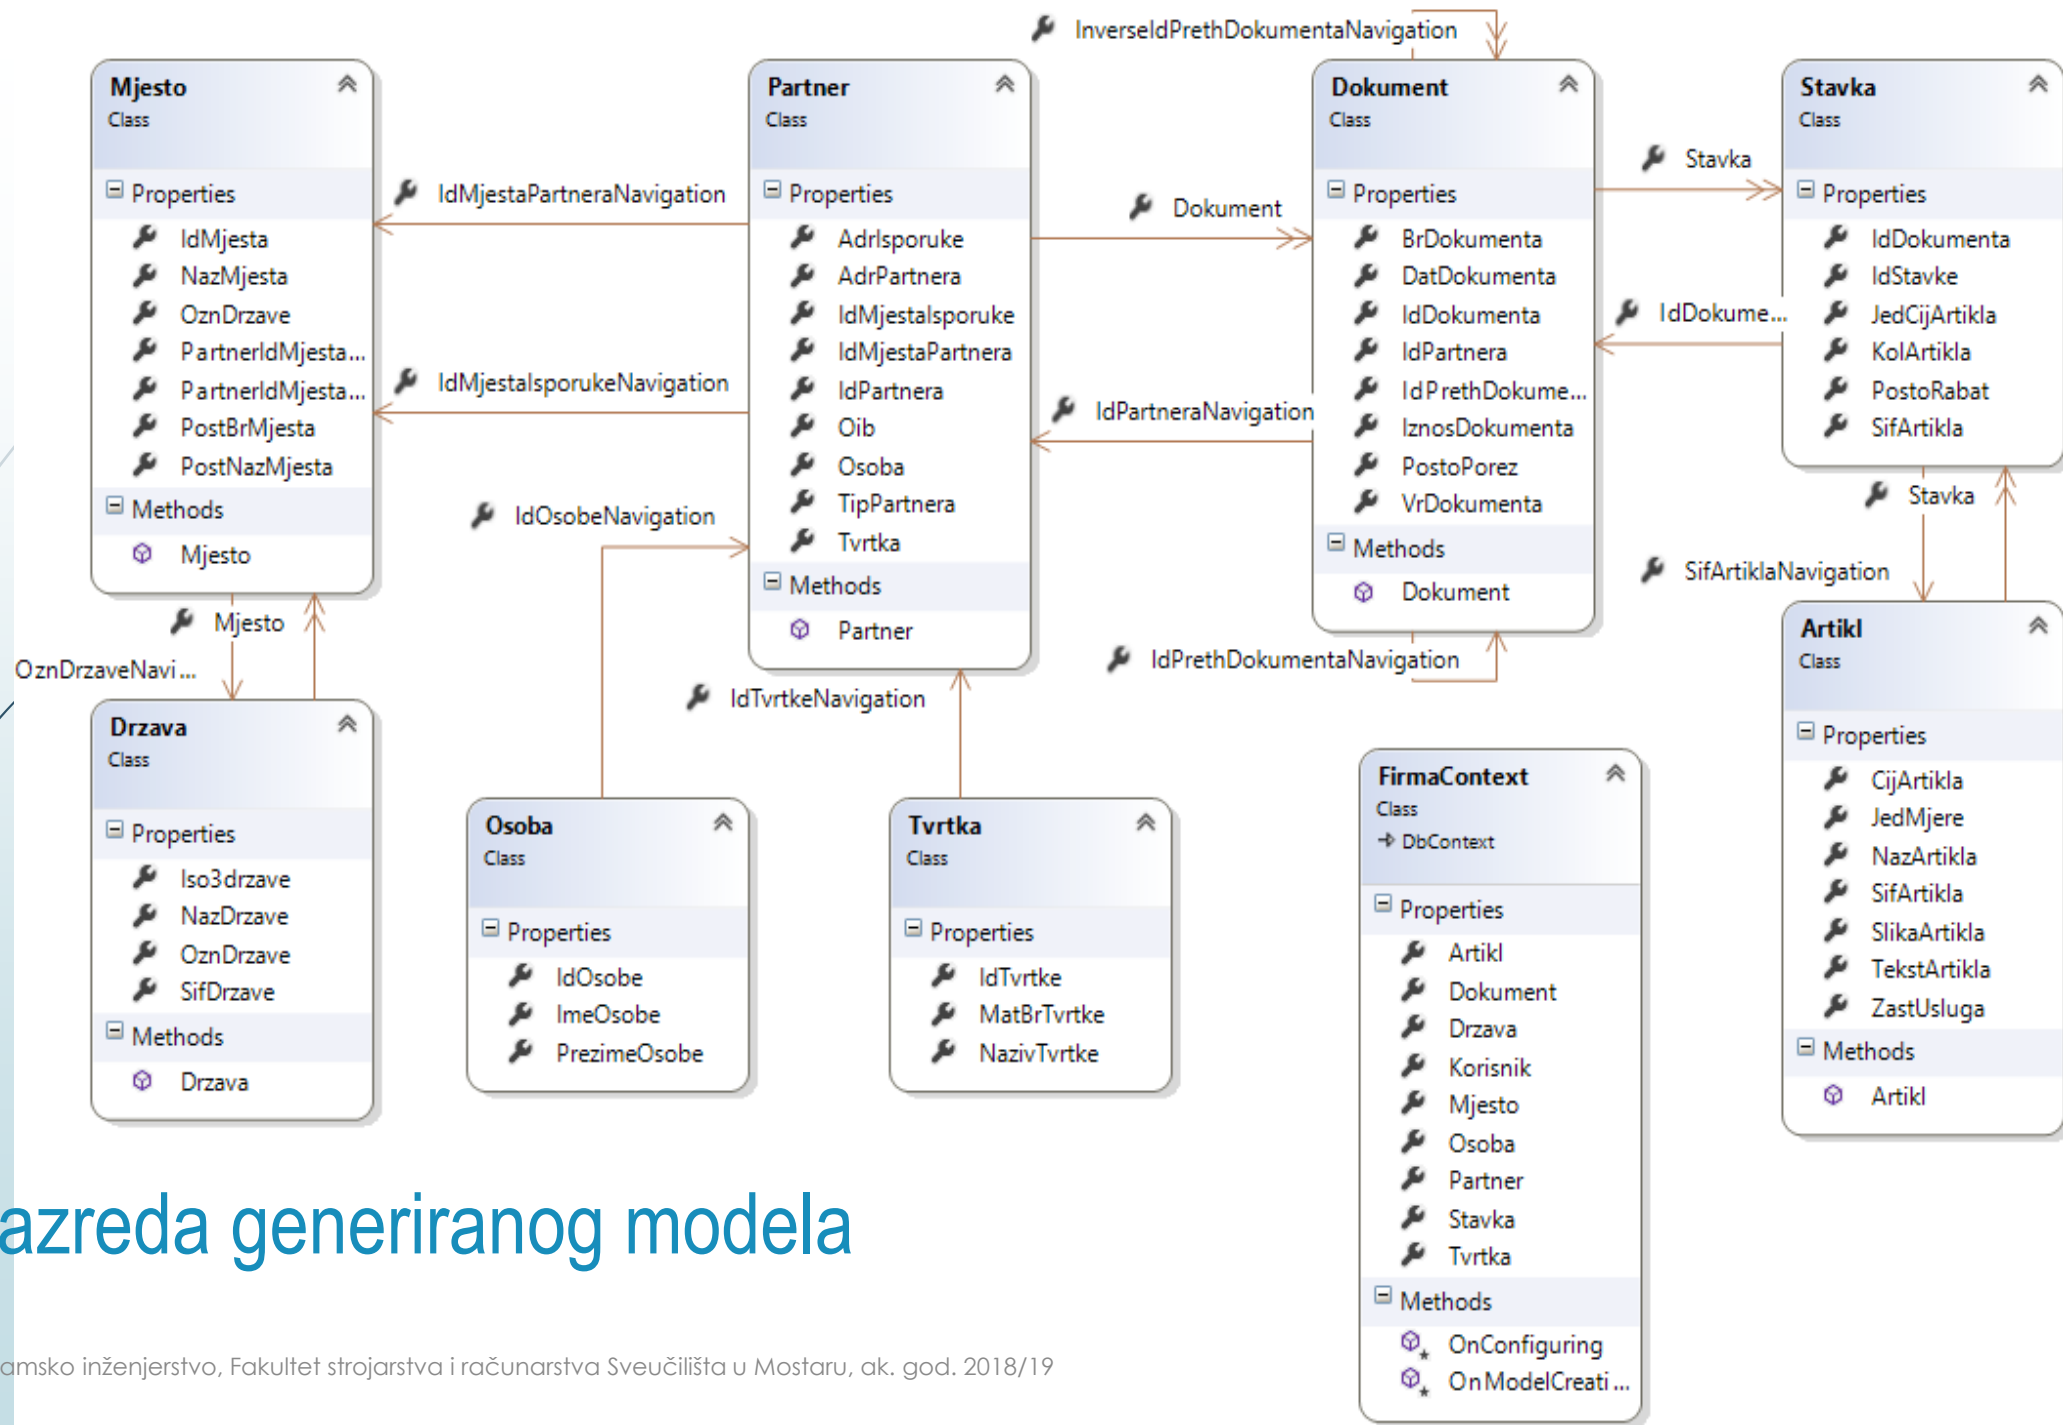 InverseIdPrethDokumentaNavigation
Mjesto
Class
Properties
IdMjesta
NazMjesta
OznDrzave
PartnerIdMjesta...
PartnerIdMjesta...
PostBrMjesta
PostNazMjesta
Methods
Mjesto
IdMjestaPartneraNavigation
IdMjestaIsporukeNavigation
Partner
Class
Properties
AdrIsporuke
AdrPartnera
IdMjestaIsporuke
IdMjestaPartnera
IdPartnera
Oib
Osoba
TipPartnera
Tvrtka
Methods
Partner
Dokument
IdPartneraNavigation
Dokument
Class
Properties
BrDokumenta
DatDokumenta
IdDokumenta
IdPartnera
IdPrethDokume...
IznosDokumenta
PostoPorez
VrDokumenta
Methods
Dokument
Stavka
IdDokume...
Stavka
Class
Properties
IdDokumenta
IdStavke
JedCijArtikla
KolArtikla
PostoRabat
SifArtikla
Stavka
SifArtiklaNavigation
IdOsobeNavigation
Mjesto
OznDrzaveNavi...
IdTvrtkeNavigation
IdPrethDokumentaNavigation
Drzava
Class
Properties
Iso3drzave
NazDrzave
OznDrzave
SifDrzave
Methods
Drzava
Osoba
Class
Properties
IdOsobe
ImeOsobe
PrezimeOsobe
Tvrtka
Class
Properties
IdTvrtke
MatBrTvrtke
NazivTvrtke
FirmaContext
Class
DbContext
Properties
Artikl
Dokument
Drzava
Korisnik
Mjesto
Osoba
Partner
Stavka
Tvrtka
Methods
OnConfiguring
OnModelCreati...
Artikl
Class
Properties
CijArtikla
JedMjere
NazArtikla
SifArtikla
SlikaArtikla
TekstArtikla
ZastUsluga
Methods
Artikl
azreda generiranog modela
amsko inženjerstvo, Fakultet strojarstva i računarstva Sveučilišta u Mostaru, ak. god. 2018/19